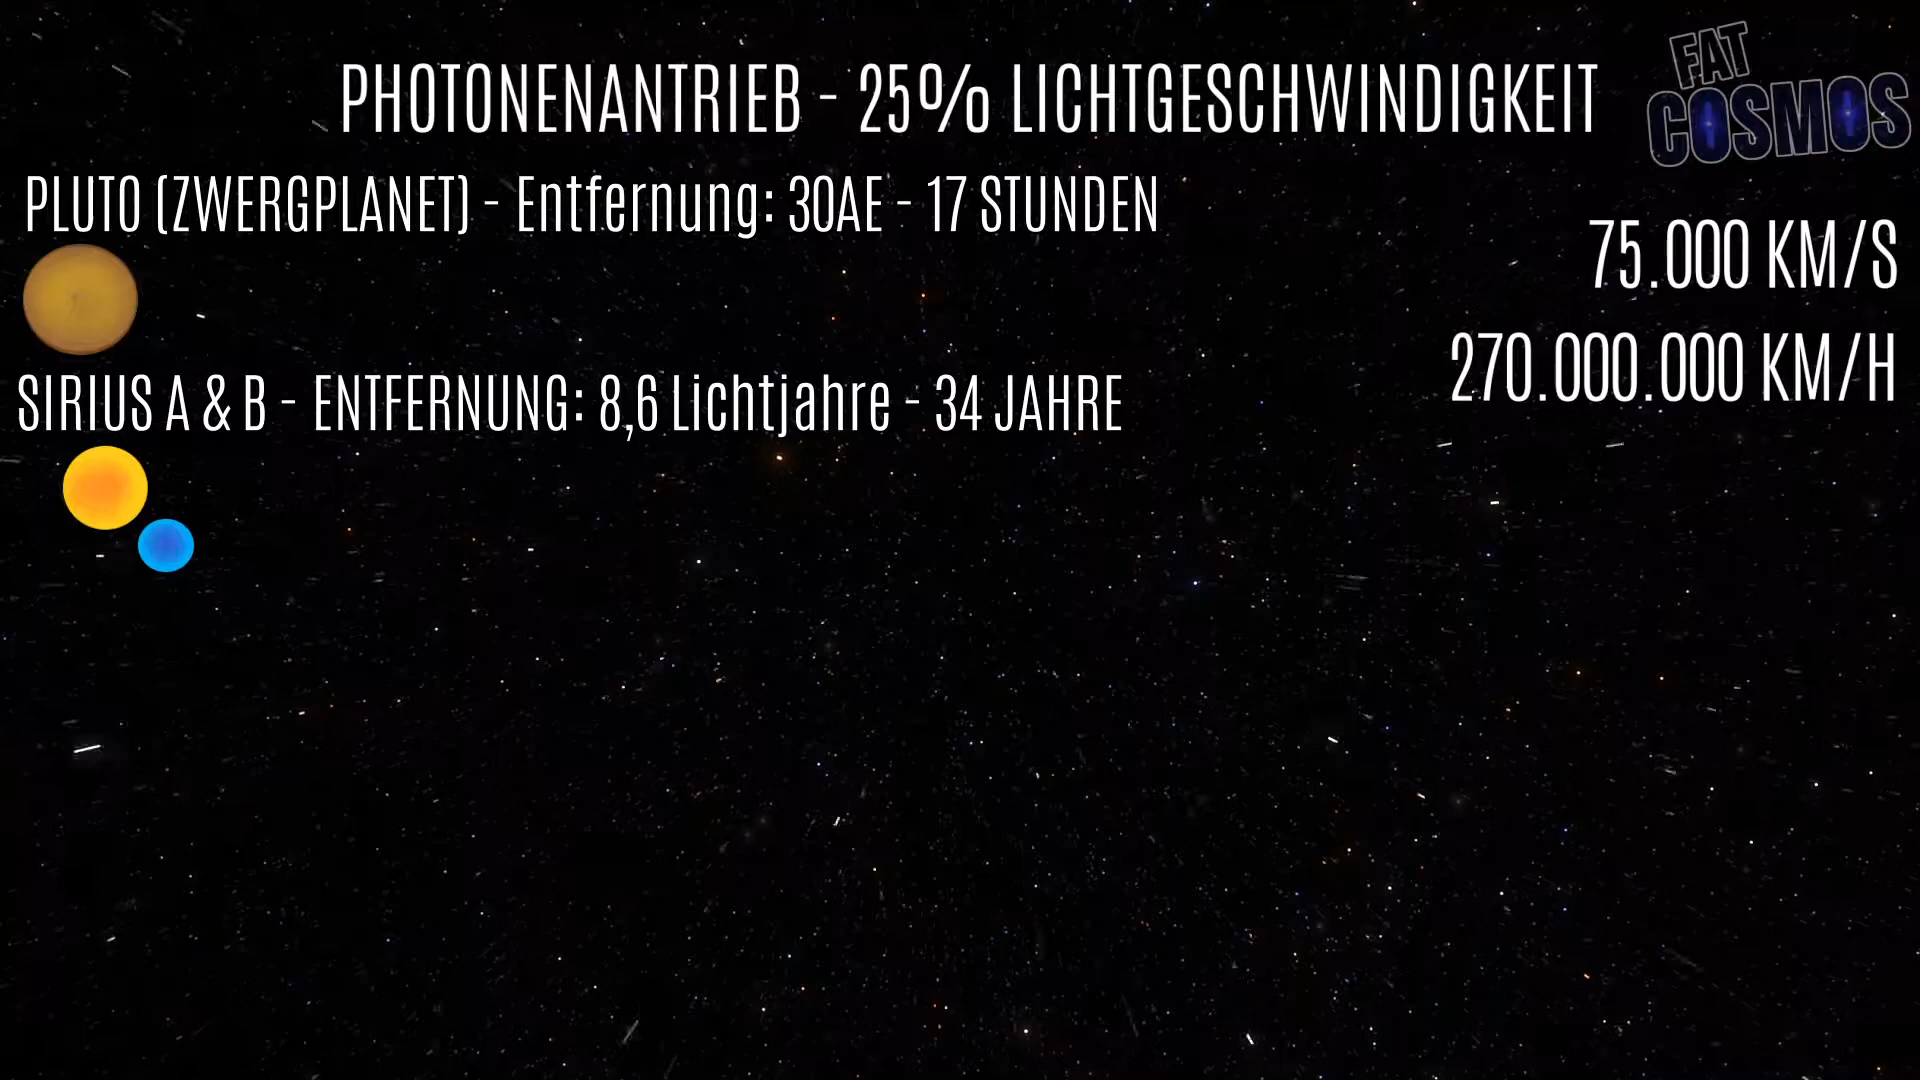 PHOTONENANTRIEB - 25% LICHTGESCHWINDIGKEIT
FAT
COSMOS
PLUTO (ZWERGPLANET) - Entfernung: 30AE - 17 STUNDEN
75.000 KM/S
270.000.000 KM/H
SIRIUS A & B - ENTFERNUNG: 8,6 Lichtjahre - 34 JAHRE